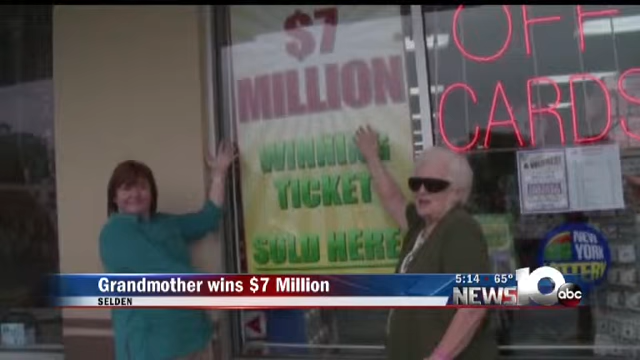 $7
MILLION
WINNING
TICKET
SOLD HERE
OFF
CARDS
NEW
YORK
LOTTERY
Grandmother wins $7 Million
SELDEN
5:14 65°
NEWS 10 abc